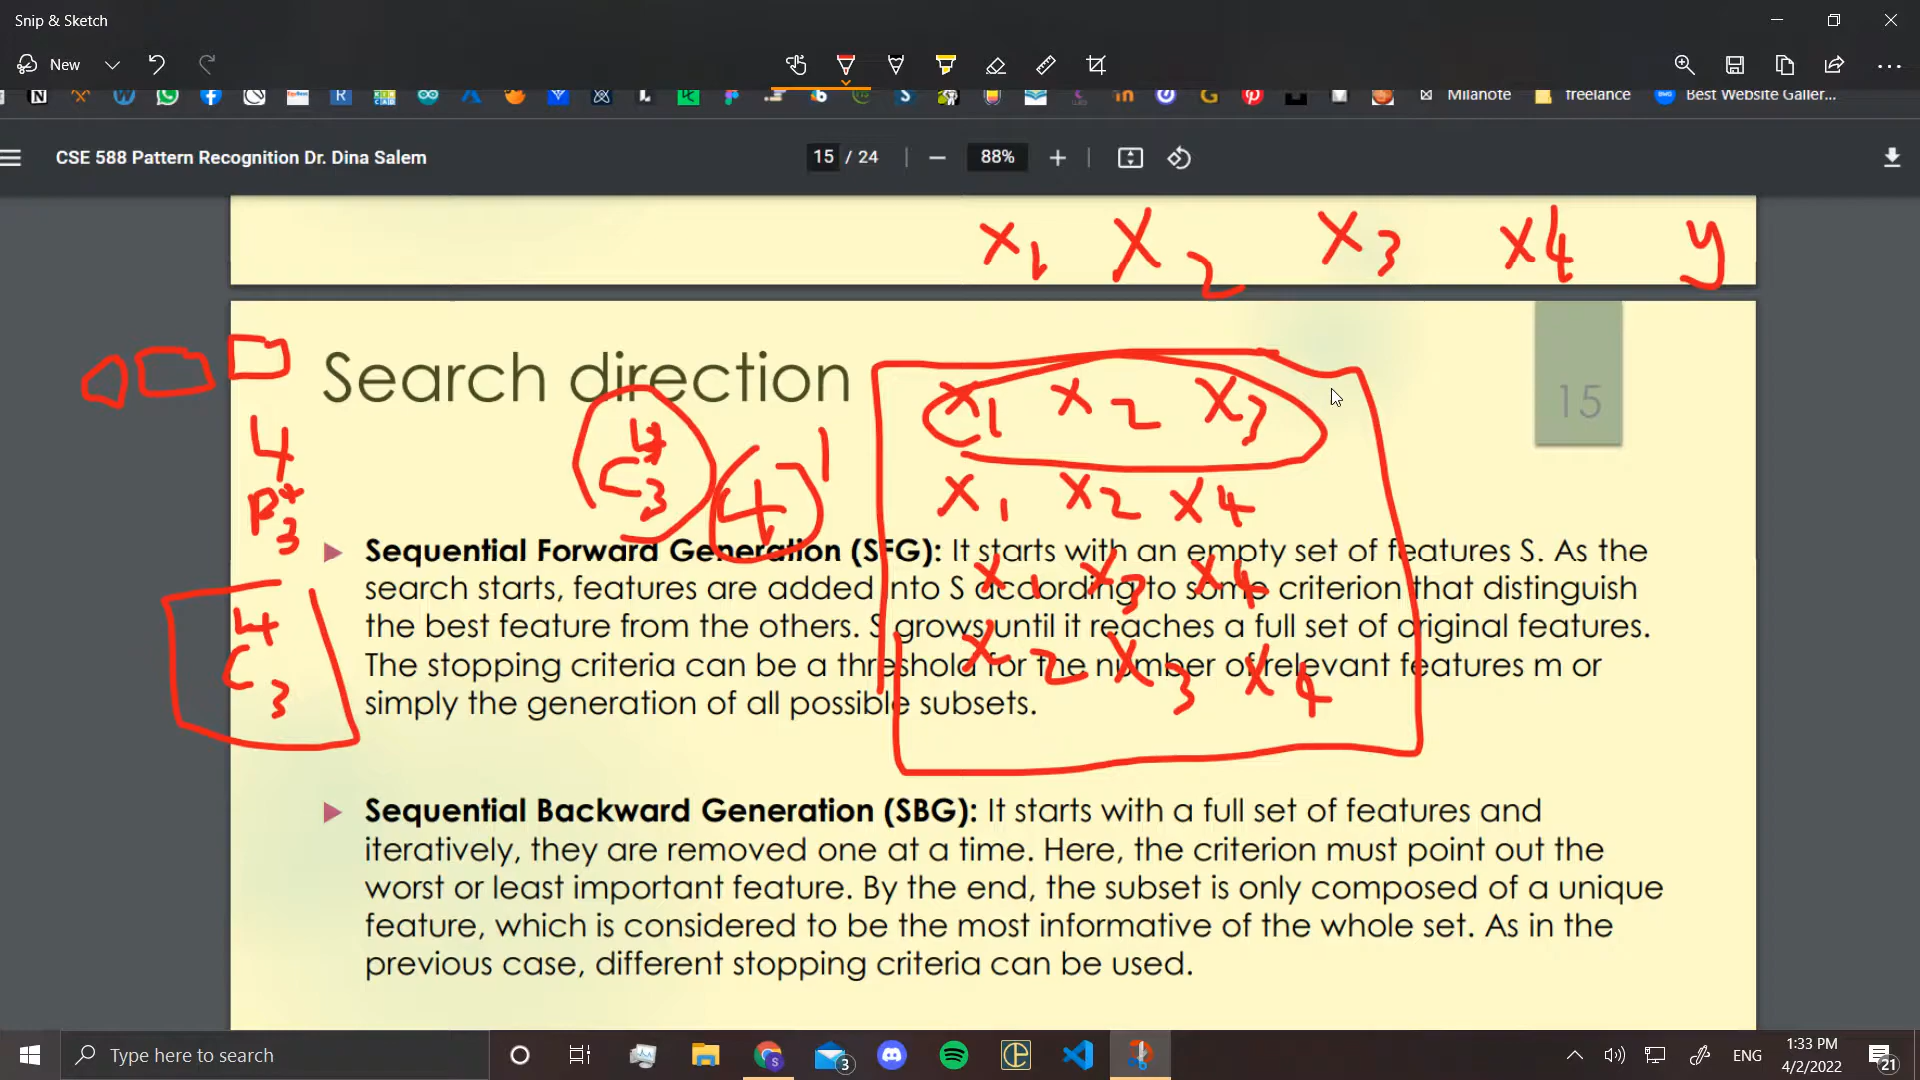 Snip & Sketch
New
Milanote
freelance
Best Website Galler...
CSE 588 Pattern Recognition Dr. Dina Salem
15 / 24
88%
x1 x2 x3 x4 y
Search direction
15
x1 x2 x3
x1 x2 x4
x1 x3 x4
x2 x3 x4
4
C
3
4
4
P
3
4
C
3
Sequential Forward Generation (SFG): It starts with an empty set of features S. As the
search starts, features are added into S according to some criterion that distinguish
the best feature from the others. S grows until it reaches a full set of original features.
The stopping criteria can be a threshold for the number of relevant features m or
simply the generation of all possible subsets.
Sequential Backward Generation (SBG): It starts with a full set of features and
iteratively, they are removed one at a time. Here, the criterion must point out the
worst or least important feature. By the end, the subset is only composed of a unique
feature, which is considered to be the most informative of the whole set. As in the
previous case, different stopping criteria can be used.
Type here to search
3
ENG
1:33 PM
4/2/2022
21